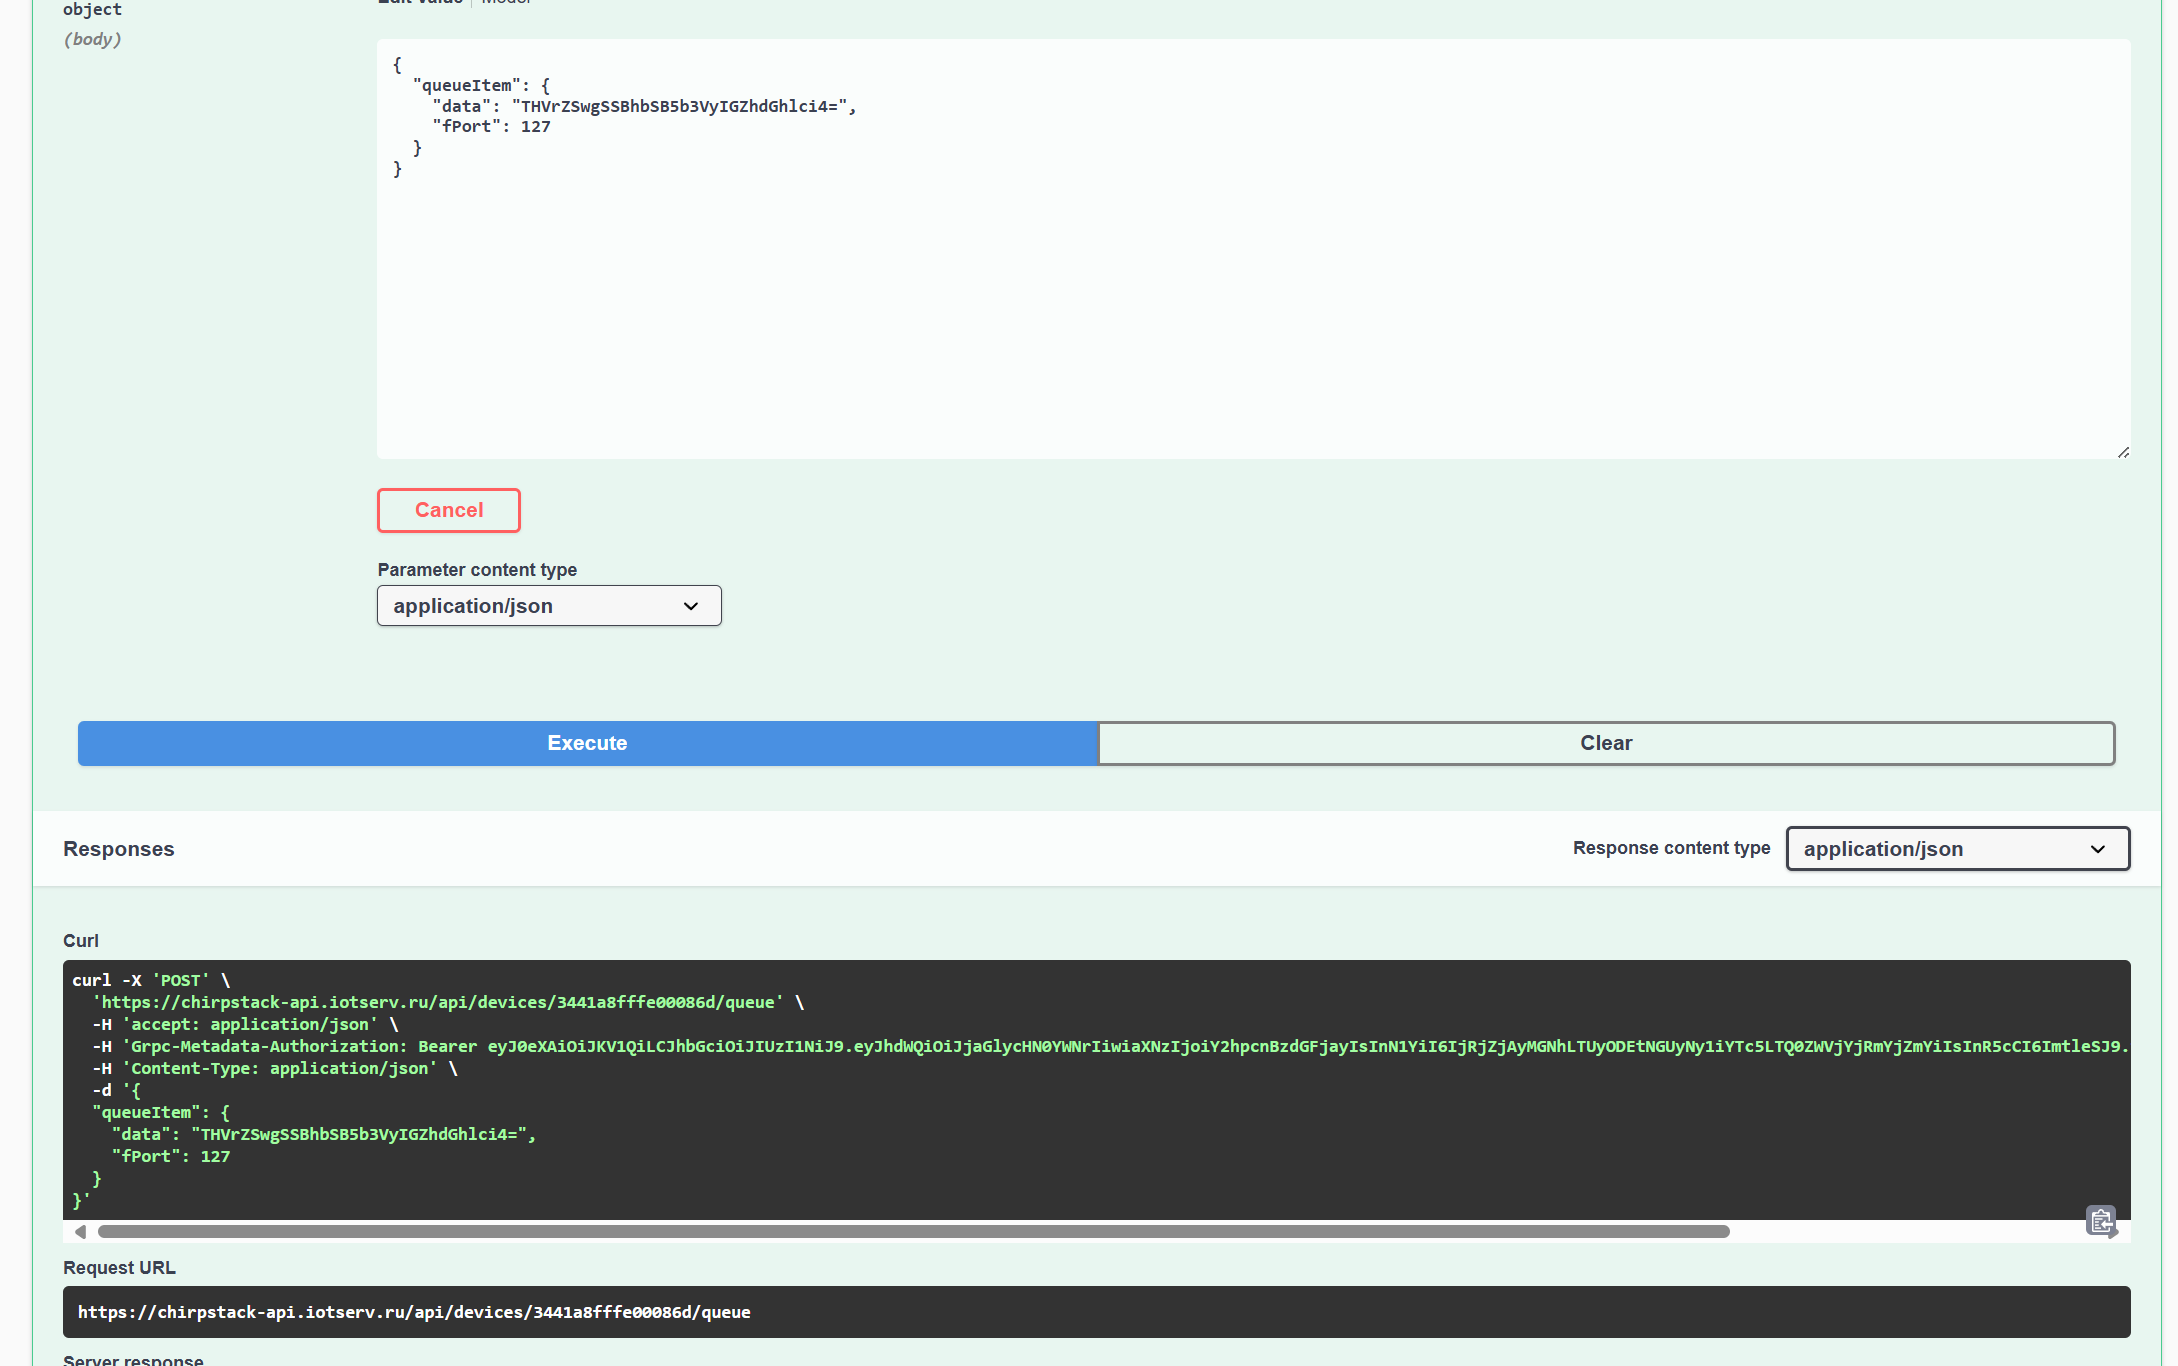 object
(body)
Edit Value | Model
{
  "queueItem": {
    "data": "THVrZSwgSSBhbSB5b3VyIGZhdGhlci4=",
    "fPort": 127
  }
}
Cancel
Parameter content type
application/json
Execute
Clear
Responses
Response content type
application/json
Curl
curl -X 'POST' \
  'https://chirpstack-api.iotserv.ru/api/devices/3441a8fffe00086d/queue' \
  -H 'accept: application/json' \
  -H 'Grpc-Metadata-Authorization: Bearer eyJ0eXAiOiJKV1QiLCJhbGciOiJIUzI1NiJ9.eyJhdWQiOiJjaGlycHN0YWNrIiwiaXNzIjoiY2hpcnBzdGFjayIsInN1YiI6IjRjZjAyMGNhLTUyODEtNGUyNy1iYTc5LTQ0ZWVjYjRmYjZmYiIsInR5cCI6ImtleSJ9.
  -H 'Content-Type: application/json' \
  -d '{
  "queueItem": {
    "data": "THVrZSwgSSBhbSB5b3VyIGZhdGhlci4=",
    "fPort": 127
  }
}'
Request URL
https://chirpstack-api.iotserv.ru/api/devices/3441a8fffe00086d/queue
Server response